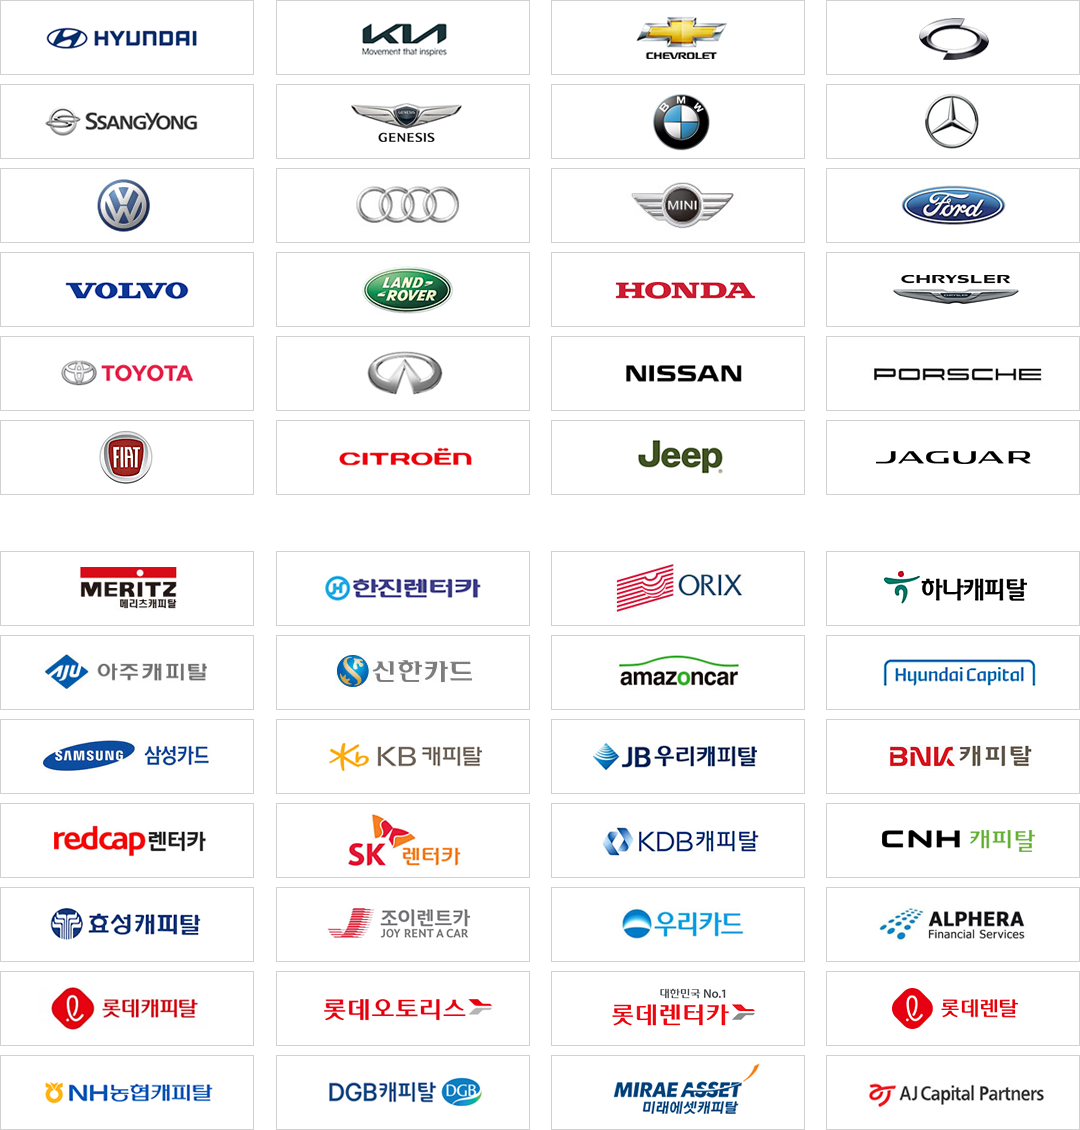 HYUNDAI
KIA
Movement that inspires
CHEVROLET
SSANGYONG
GENESIS
GENESIS
BMW
MINI
Ford
VOLVO
LAND-
-ROVER
HONDA
CHRYSLER
CHRYSLER
TOYOTA
NISSAN
PORSCHE
FIAT
CITROËN
Jeep
JAGUAR
MERITZ
메리츠캐피탈
한진렌터카
ORIX
하나캐피탈
AJU 아주캐피탈
신한카드
amazoncar
Hyundai Capital
SAMSUNG 삼성카드
Kb KB 캐피탈
JB우리캐피탈
BNK 캐피탈
redcap렌터카
SK 렌터카
KDB캐피탈
CNH 캐피탈
효성캐피탈
조이렌트카
JOY RENT A CAR
우리카드
ALPHERA
Financial Services
롯데캐피탈
롯데오토리스
대한민국 No.1
롯데렌터카
롯데렌탈
NH농협캐피탈
DGB캐피탈 DGB
MIRAE ASSET
미래에셋캐피탈
AJ Capital Partners